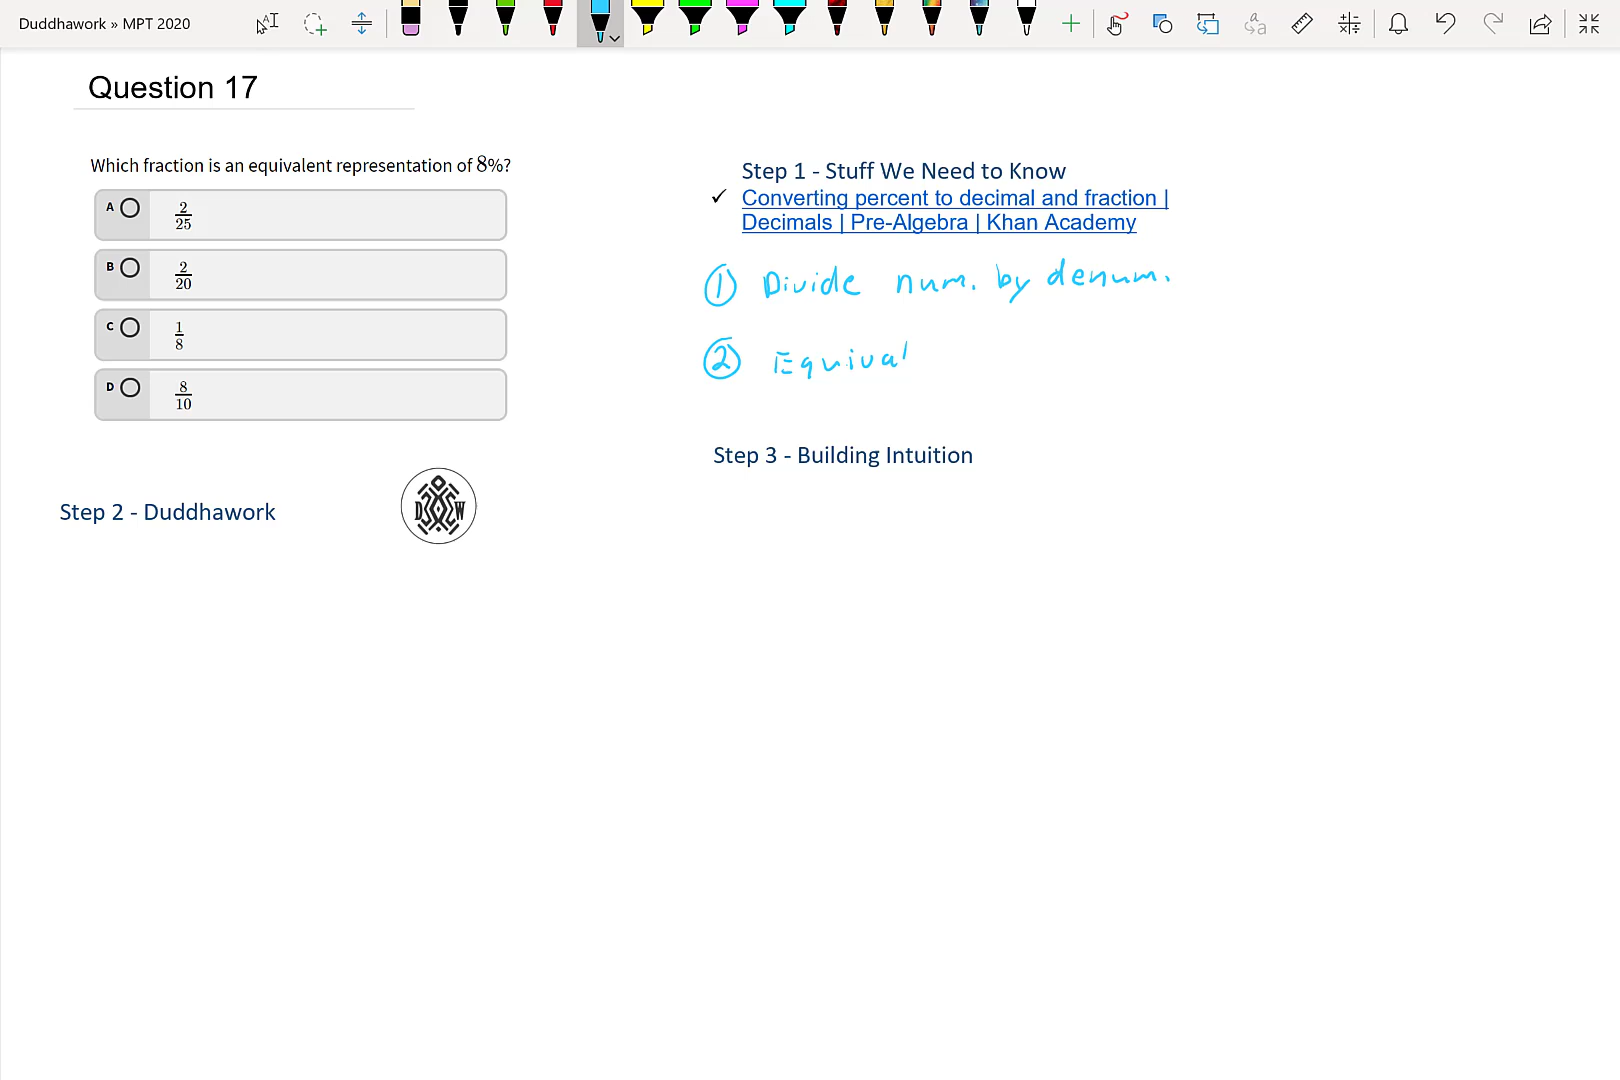 Duddhawork » MPT 2020
Question 17
Which fraction is an equivalent representation of 8%?
A 2/25
B 2/20
C 1/8
D 8/10
Step 2 - Duddhawork
D W
Step 1 - Stuff We Need to Know
✓ Converting percent to decimal and fraction |
Decimals | Pre-Algebra | Khan Academy
① Divide num. by denum.
② Equival
Step 3 - Building Intuition